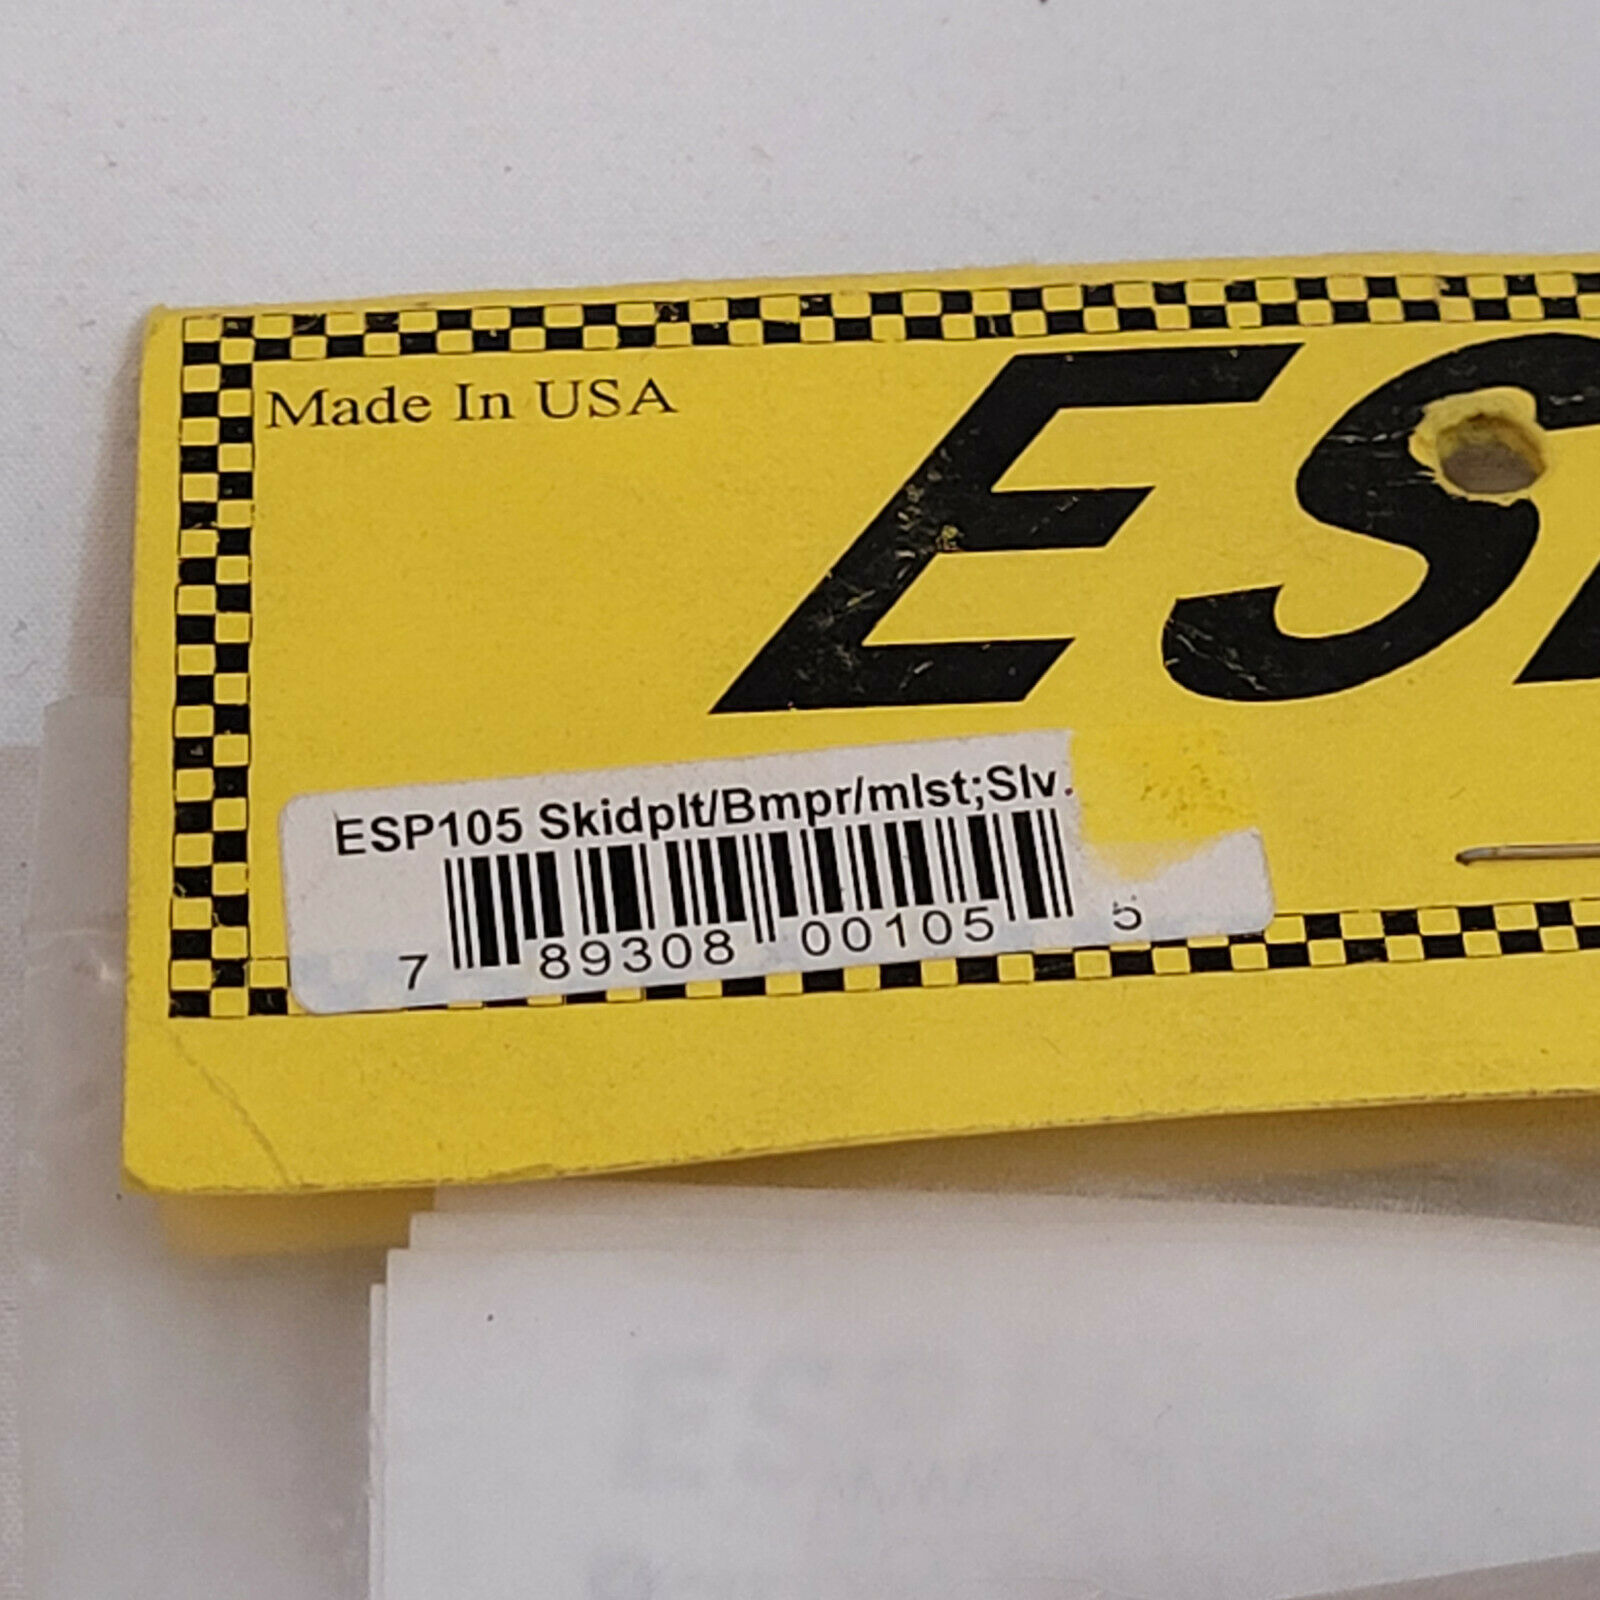 Made In USA
ES
ESP105 Skidplt/Bmpr/mlst;Slv.
7 89308 00105 5